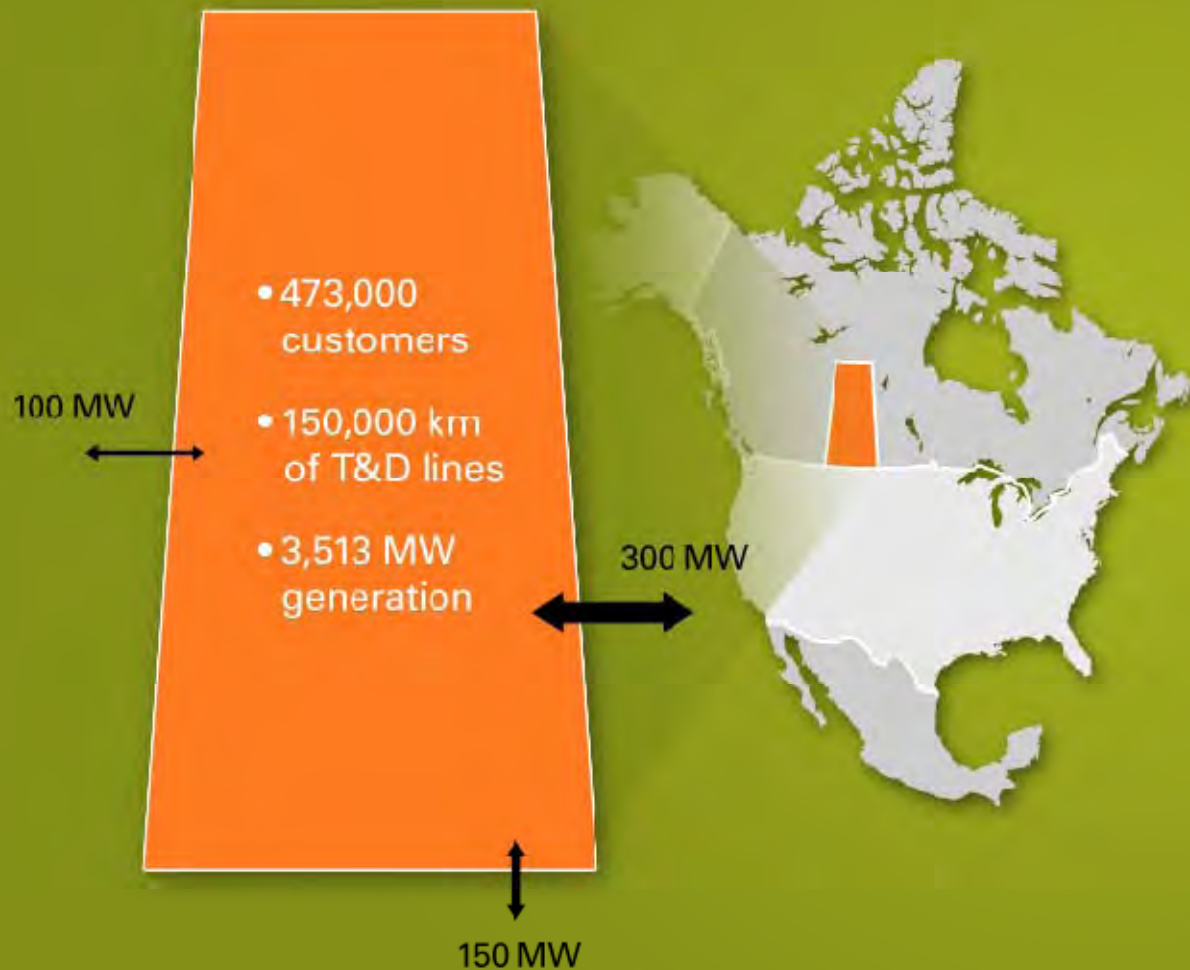 • 473,000
customers
100 MW
• 150,000 km
of T&D lines
• 3,513 MW
generation
300 MW
150 MW